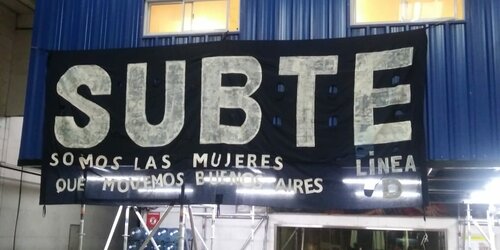 SUBTE
SOMOS LAS MUJERES
QUE MOVEMOS BUENOS AIRES
LÍNEA
D